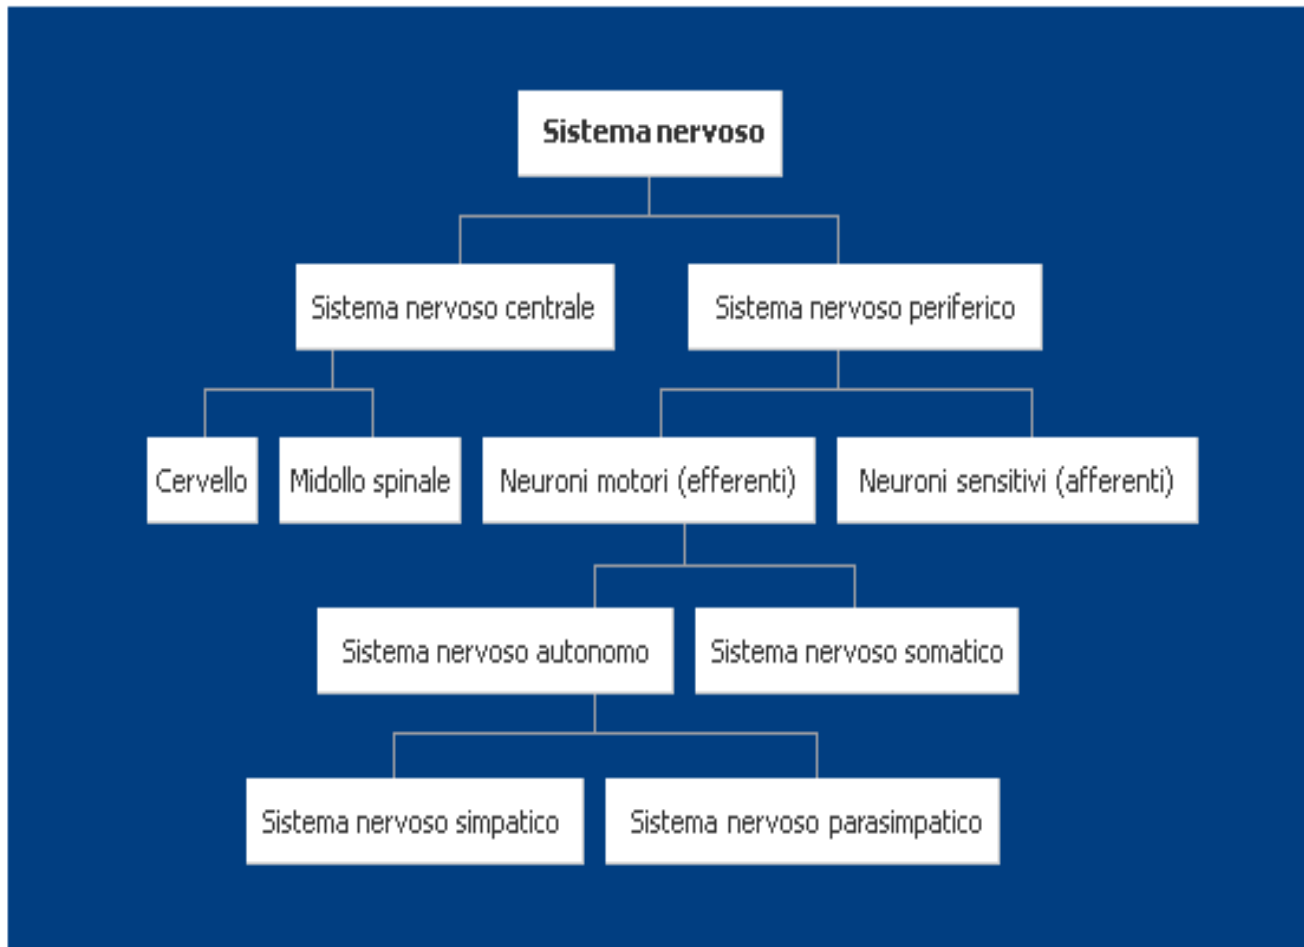 Sistema nervoso
Sistema nervoso centrale
Sistema nervoso periferico
Cervello
Midollo spinale
Neuroni motori (efferenti)
Neuroni sensitivi (afferenti)
Sistema nervoso autonomo
Sistema nervoso somatico
Sistema nervoso simpatico
Sistema nervoso parasimpatico